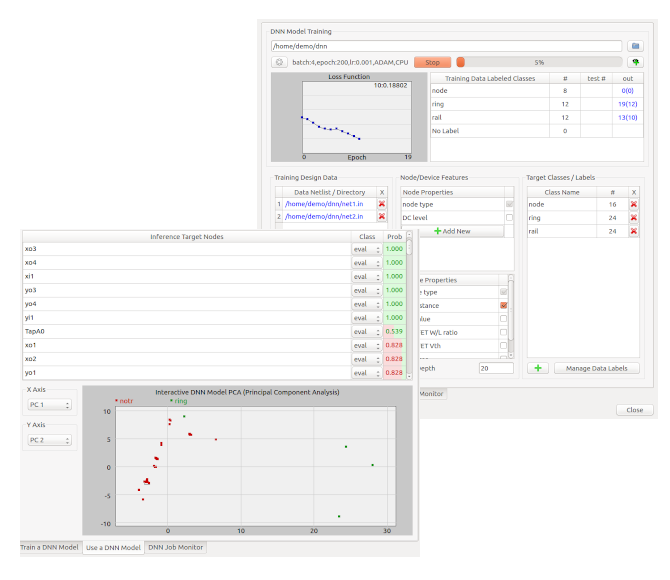 DNN Model Training
/home/demo/dnn
batch:4,epoch:200,lr:0.001,ADAM,CPU Stop 5%
Loss Function
10:0.18802
0 Epoch 19
Training Data Labeled Classes # test # out
node 8 0(0)
ring 12 19(12)
rail 12 13(10)
No Label 0
Training Design Data
Data Netlist / Directory X
1 /home/demo/dnn/net1.in
2 /home/demo/dnn/net2.in
Node/Device Features
Node Properties
node type
DC level
Add New
e Properties
e type
stance
alue
ET W/L ratio
ET Vth
epth 20
Target Classes / Labels
Class Name # X
node 16
ring 24
rail 24
Manage Data Labels
Monitor
Close
Inference Target Nodes Class Prob
xo3 eval 1.000
xo4 eval 1.000
xi1 eval 1.000
yo3 eval 1.000
yo4 eval 1.000
yi1 eval 1.000
TapA0 eval 0.539
xo1 eval 0.828
xo2 eval 0.828
yo1 eval 0.828
X Axis
PC 1
Y Axis
PC 2
Interactive DNN Model PCA (Principal Component Analysis)
notr ring
10
5
0
-5
-10
0 10 20 30
Train a DNN Model Use a DNN Model DNN Job Monitor